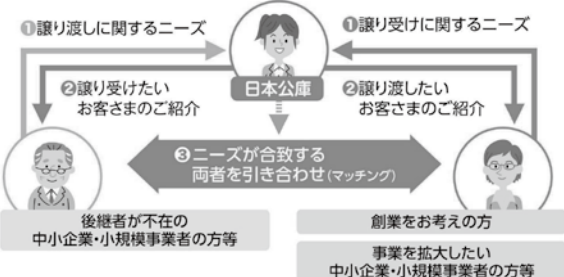 ❶譲り渡しに関するニーズ
❶譲り受けに関するニーズ
❷譲り受けたい
お客さまのご紹介
日本公庫
❷譲り渡したい
お客さまのご紹介
❸ニーズが合致する
両者を引き合わせ(マッチング)
後継者が不在の
中小企業・小規模事業者の方等
創業をお考えの方
事業を拡大したい
中小企業・小規模事業者の方等